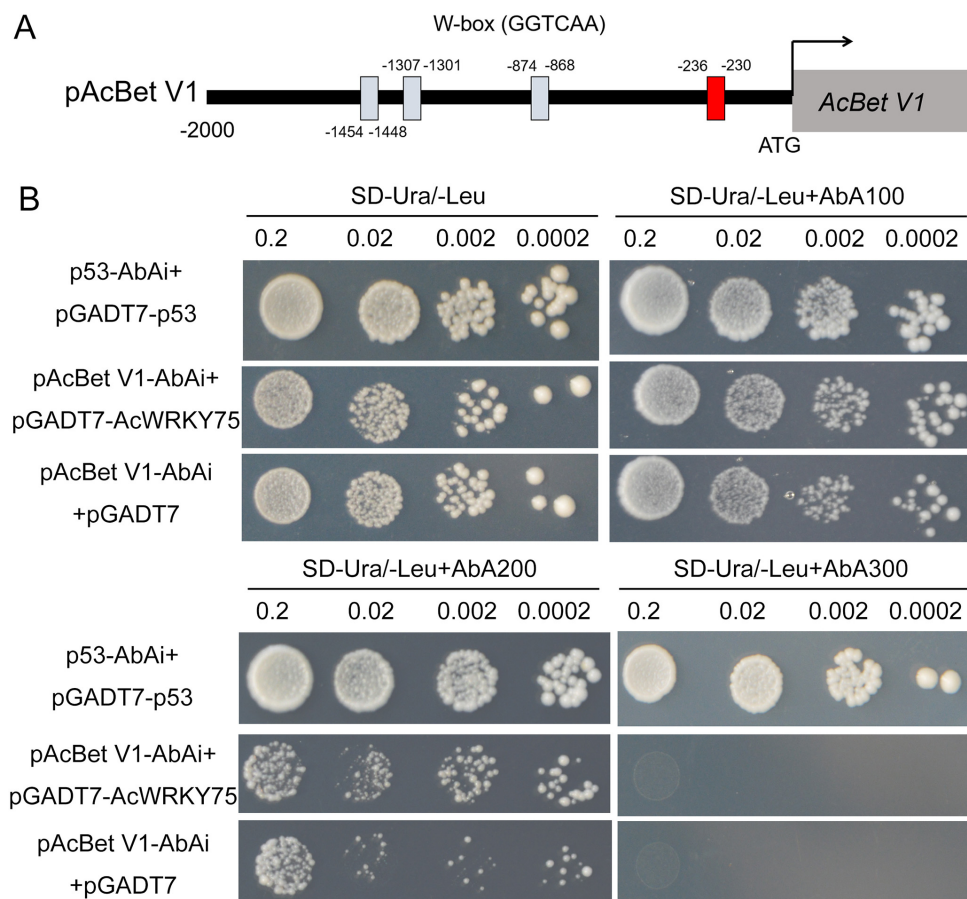 A
W-box (GGTCAA)
-1307 -1301 -874 -868 -236 -230
pAcBet V1
AcBet V1
-2000
-1454 -1448
ATG
B
SD-Ura/-Leu
SD-Ura/-Leu+AbA100
0.2 0.02 0.002 0.0002
0.2 0.02 0.002 0.0002
p53-AbAi+
pGADT7-p53
pAcBet V1-AbAi+
pGADT7-AcWRKY75
pAcBet V1-AbAi
+pGADT7
SD-Ura/-Leu+AbA200
SD-Ura/-Leu+AbA300
0.2 0.02 0.002 0.0002
0.2 0.02 0.002 0.0002
p53-AbAi+
pGADT7-p53
pAcBet V1-AbAi+
pGADT7-AcWRKY75
pAcBet V1-AbAi
+pGADT7